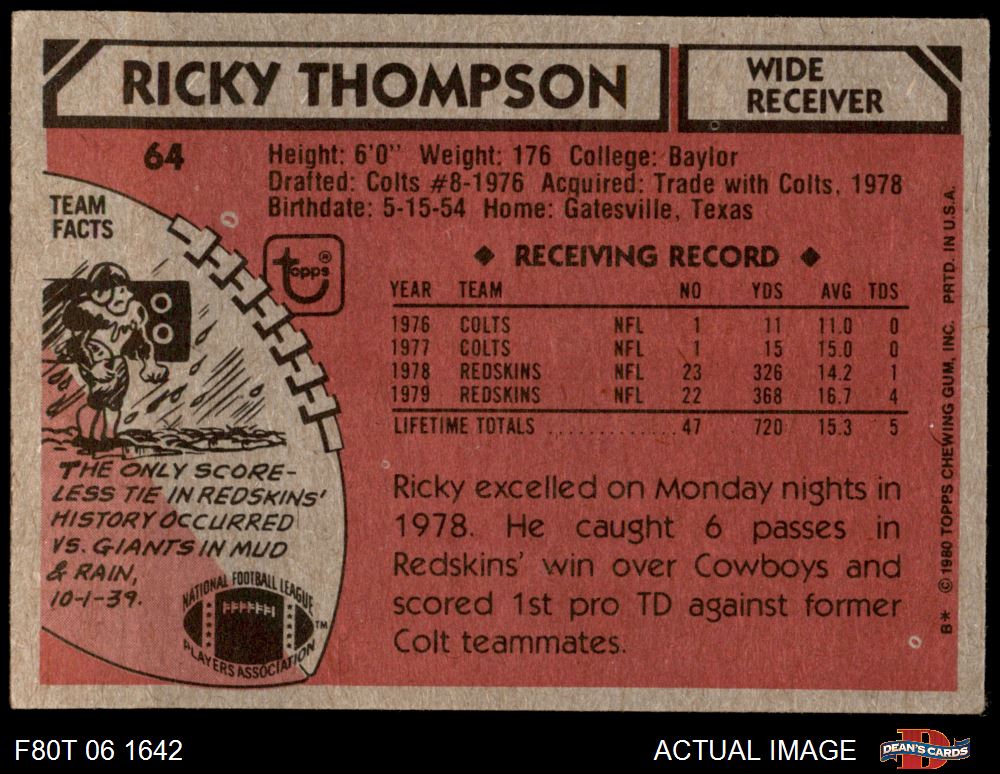 RICKY THOMPSON
WIDE
RECEIVER
64
Height: 6'0" Weight: 176 College: Baylor
Drafted: Colts #8-1976 Acquired: Trade with Colts, 1978
Birthdate: 5-15-54 Home: Gatesville, Texas
TEAM
FACTS
topps®
◆ RECEIVING RECORD ◆
YEAR TEAM NO YDS AVG TDS
1976 COLTS NFL 1 11 11.0 0
1977 COLTS NFL 1 15 15.0 0
1978 REDSKINS NFL 23 326 14.2 1
1979 REDSKINS NFL 22 368 16.7 4
LIFETIME TOTALS ........... 47 720 15.3 5
THE ONLY SCORE-
LESS TIE IN REDSKINS'
HISTORY OCCURRED
VS. GIANTS IN MUD
& RAIN,
10-1-39.
NATIONAL FOOTBALL LEAGUE
PLAYERS ASSOCIATION
TM
Ricky excelled on Monday nights in
1978. He caught 6 passes in
Redskins' win over Cowboys and
scored 1st pro TD against former
Colt teammates.
B* © 1980 TOPPS CHEWING GUM, INC. PRTD. IN U.S.A.
F80T 06 1642
ACTUAL IMAGE
DEAN'S CARDS